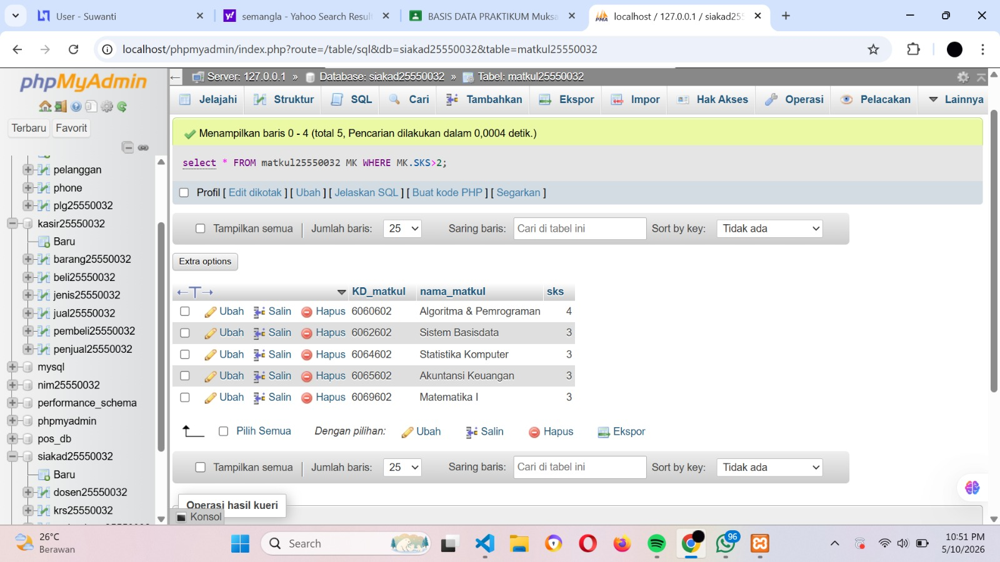 User - Suwanti
semangla - Yahoo Search Result
BASIS DATA PRAKTIKUM Muksa
localhost / 127.0.0.1 / siakad255
localhost/phpmyadmin/index.php?route=/table/sql&db=siakad25550032&table=matkul25550032
phpMyAdmin
Terbaru Favorit
pelanggan
phone
plg25550032
kasir25550032
Baru
barang25550032
beli25550032
jenis25550032
jual25550032
pembeli25550032
penjual25550032
mysql
nim25550032
performance_schema
phpmyadmin
pos_db
siakad25550032
Baru
dosen25550032
krs25550032
Server: 127.0.0.1 » Database: siakad25550032 » Tabel: matkul25550032
Jelajahi Struktur SQL Cari Tambahkan Ekspor Impor Hak Akses Operasi Pelacakan Lainnya
Menampilkan baris 0 - 4 (total 5, Pencarian dilakukan dalam 0,0004 detik.)
select * FROM matkul25550032 MK WHERE MK.SKS>2;
Profil [ Edit dikotak ] [ Ubah ] [ Jelaskan SQL ] [ Buat kode PHP ] [ Segarkan ]
Tampilkan semua | Jumlah baris: 25 Saring baris: Cari di tabel ini Sort by key: Tidak ada
Extra options
KD_matkul nama_matkul sks
Ubah Salin Hapus 6060602 Algoritma & Pemrograman 4
Ubah Salin Hapus 6062602 Sistem Basisdata 3
Ubah Salin Hapus 6064602 Statistika Komputer 3
Ubah Salin Hapus 6065602 Akuntansi Keuangan 3
Ubah Salin Hapus 6069602 Matematika I 3
Pilih Semua Dengan pilihan: Ubah Salin Hapus Ekspor
Tampilkan semua | Jumlah baris: 25 Saring baris: Cari di tabel ini Sort by key: Tidak ada
Operasi hasil kueri
Konsol
26°C
Berawan
Search
96
10:51 PM
5/10/2026